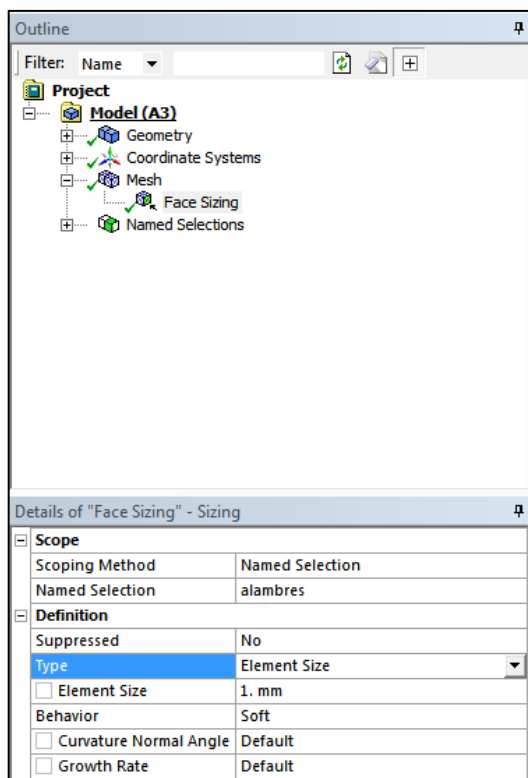 Outline
Filter: Name
Project
Model (A3)
Geometry
Coordinate Systems
Mesh
Face Sizing
Named Selections
Details of "Face Sizing" - Sizing
Scope
Scoping Method Named Selection
Named Selection alambres
Definition
Suppressed No
Type Element Size
Element Size 1. mm
Behavior Soft
Curvature Normal Angle Default
Growth Rate Default